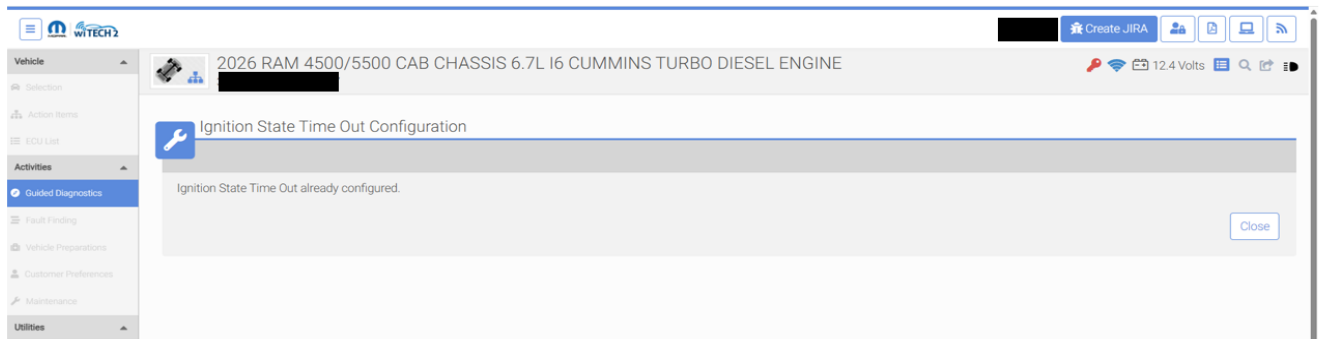 wiTECH 2
Create JIRA
Vehicle
2026 RAM 4500/5500 CAB CHASSIS 6.7L I6 CUMMINS TURBO DIESEL ENGINE
12.4 Volts
Selection
Action Items
ECU List
Ignition State Time Out Configuration
Activities
Guided Diagnostics
Ignition State Time Out already configured.
Fault Finding
Close
Vehicle Preparations
Customer Preferences
Maintenance
Utilities